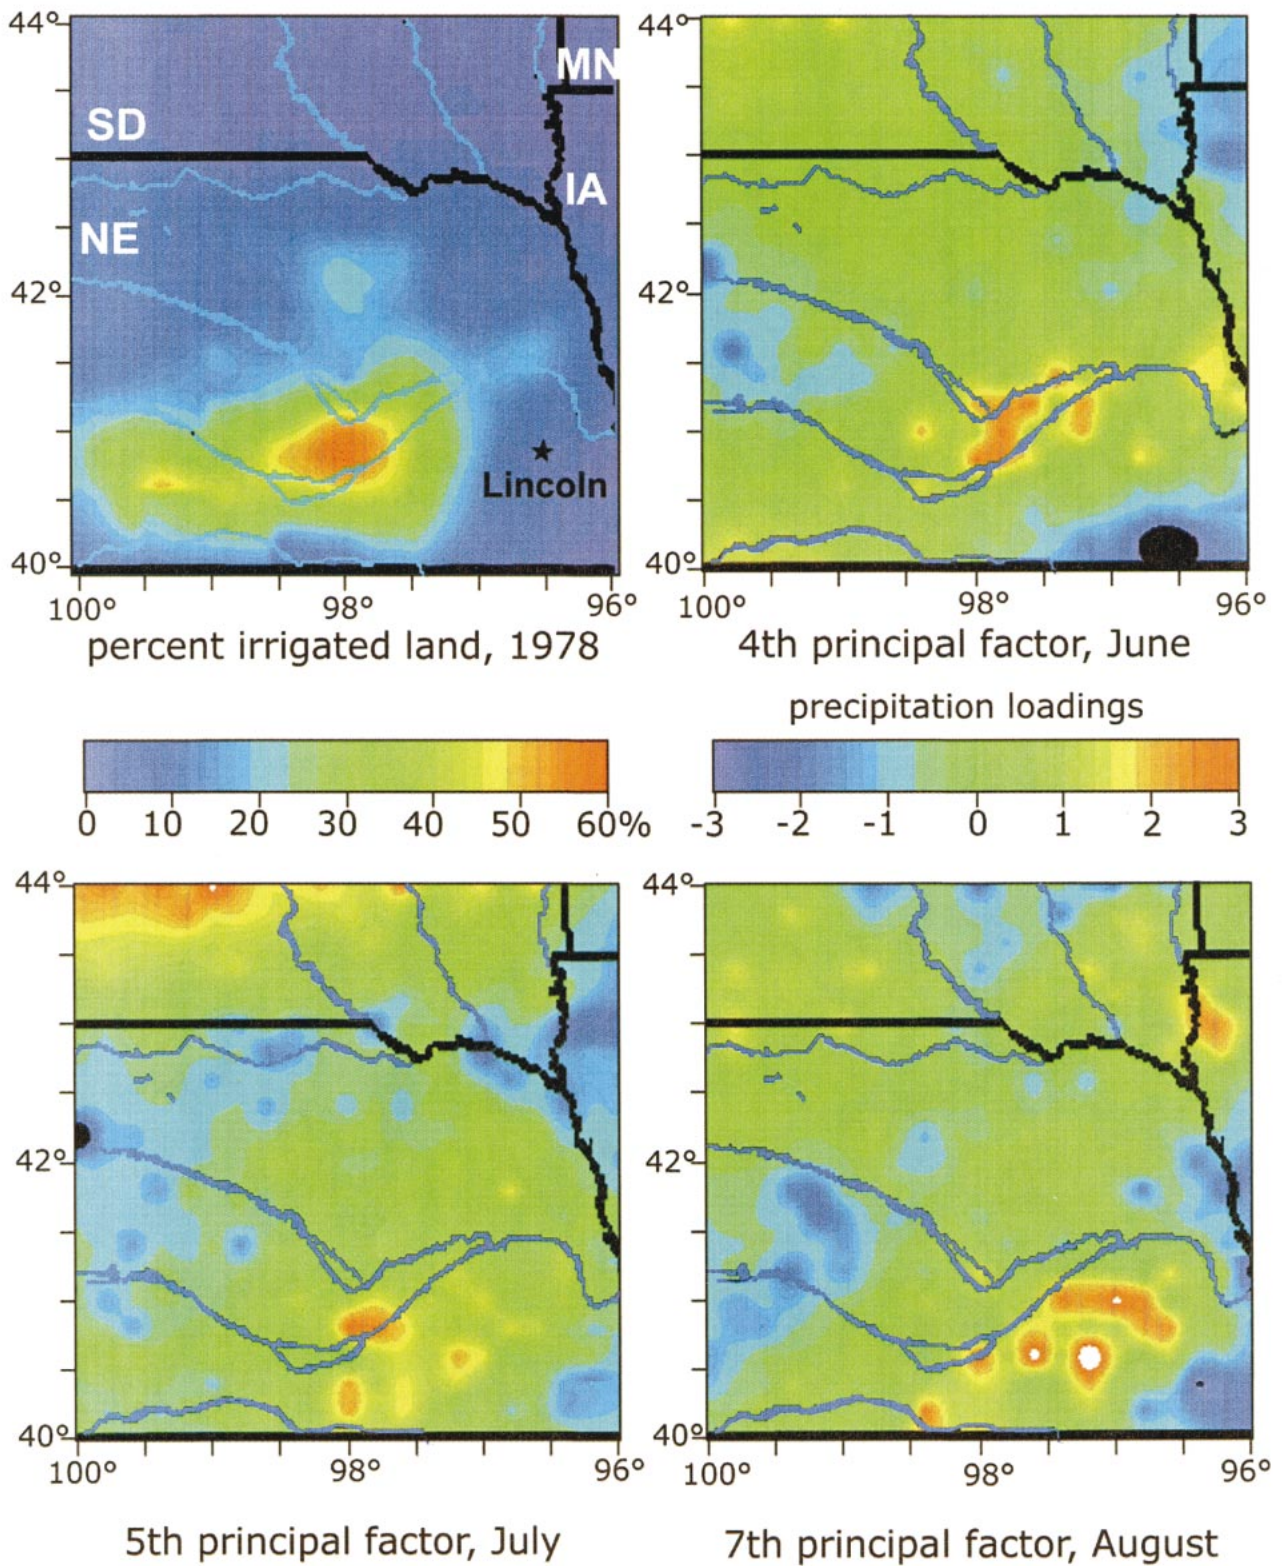 44°
SD
MN
IA
NE
42°
Lincoln
40°
100°
98°
96°
percent irrigated land, 1978
44°
42°
40°
100°
98°
96°
4th principal factor, June
precipitation loadings
0 10 20 30 40 50 60%
-3 -2 -1 0 1 2 3
44°
42°
40°
100°
98°
96°
5th principal factor, July
44°
42°
40°
100°
98°
96°
7th principal factor, August